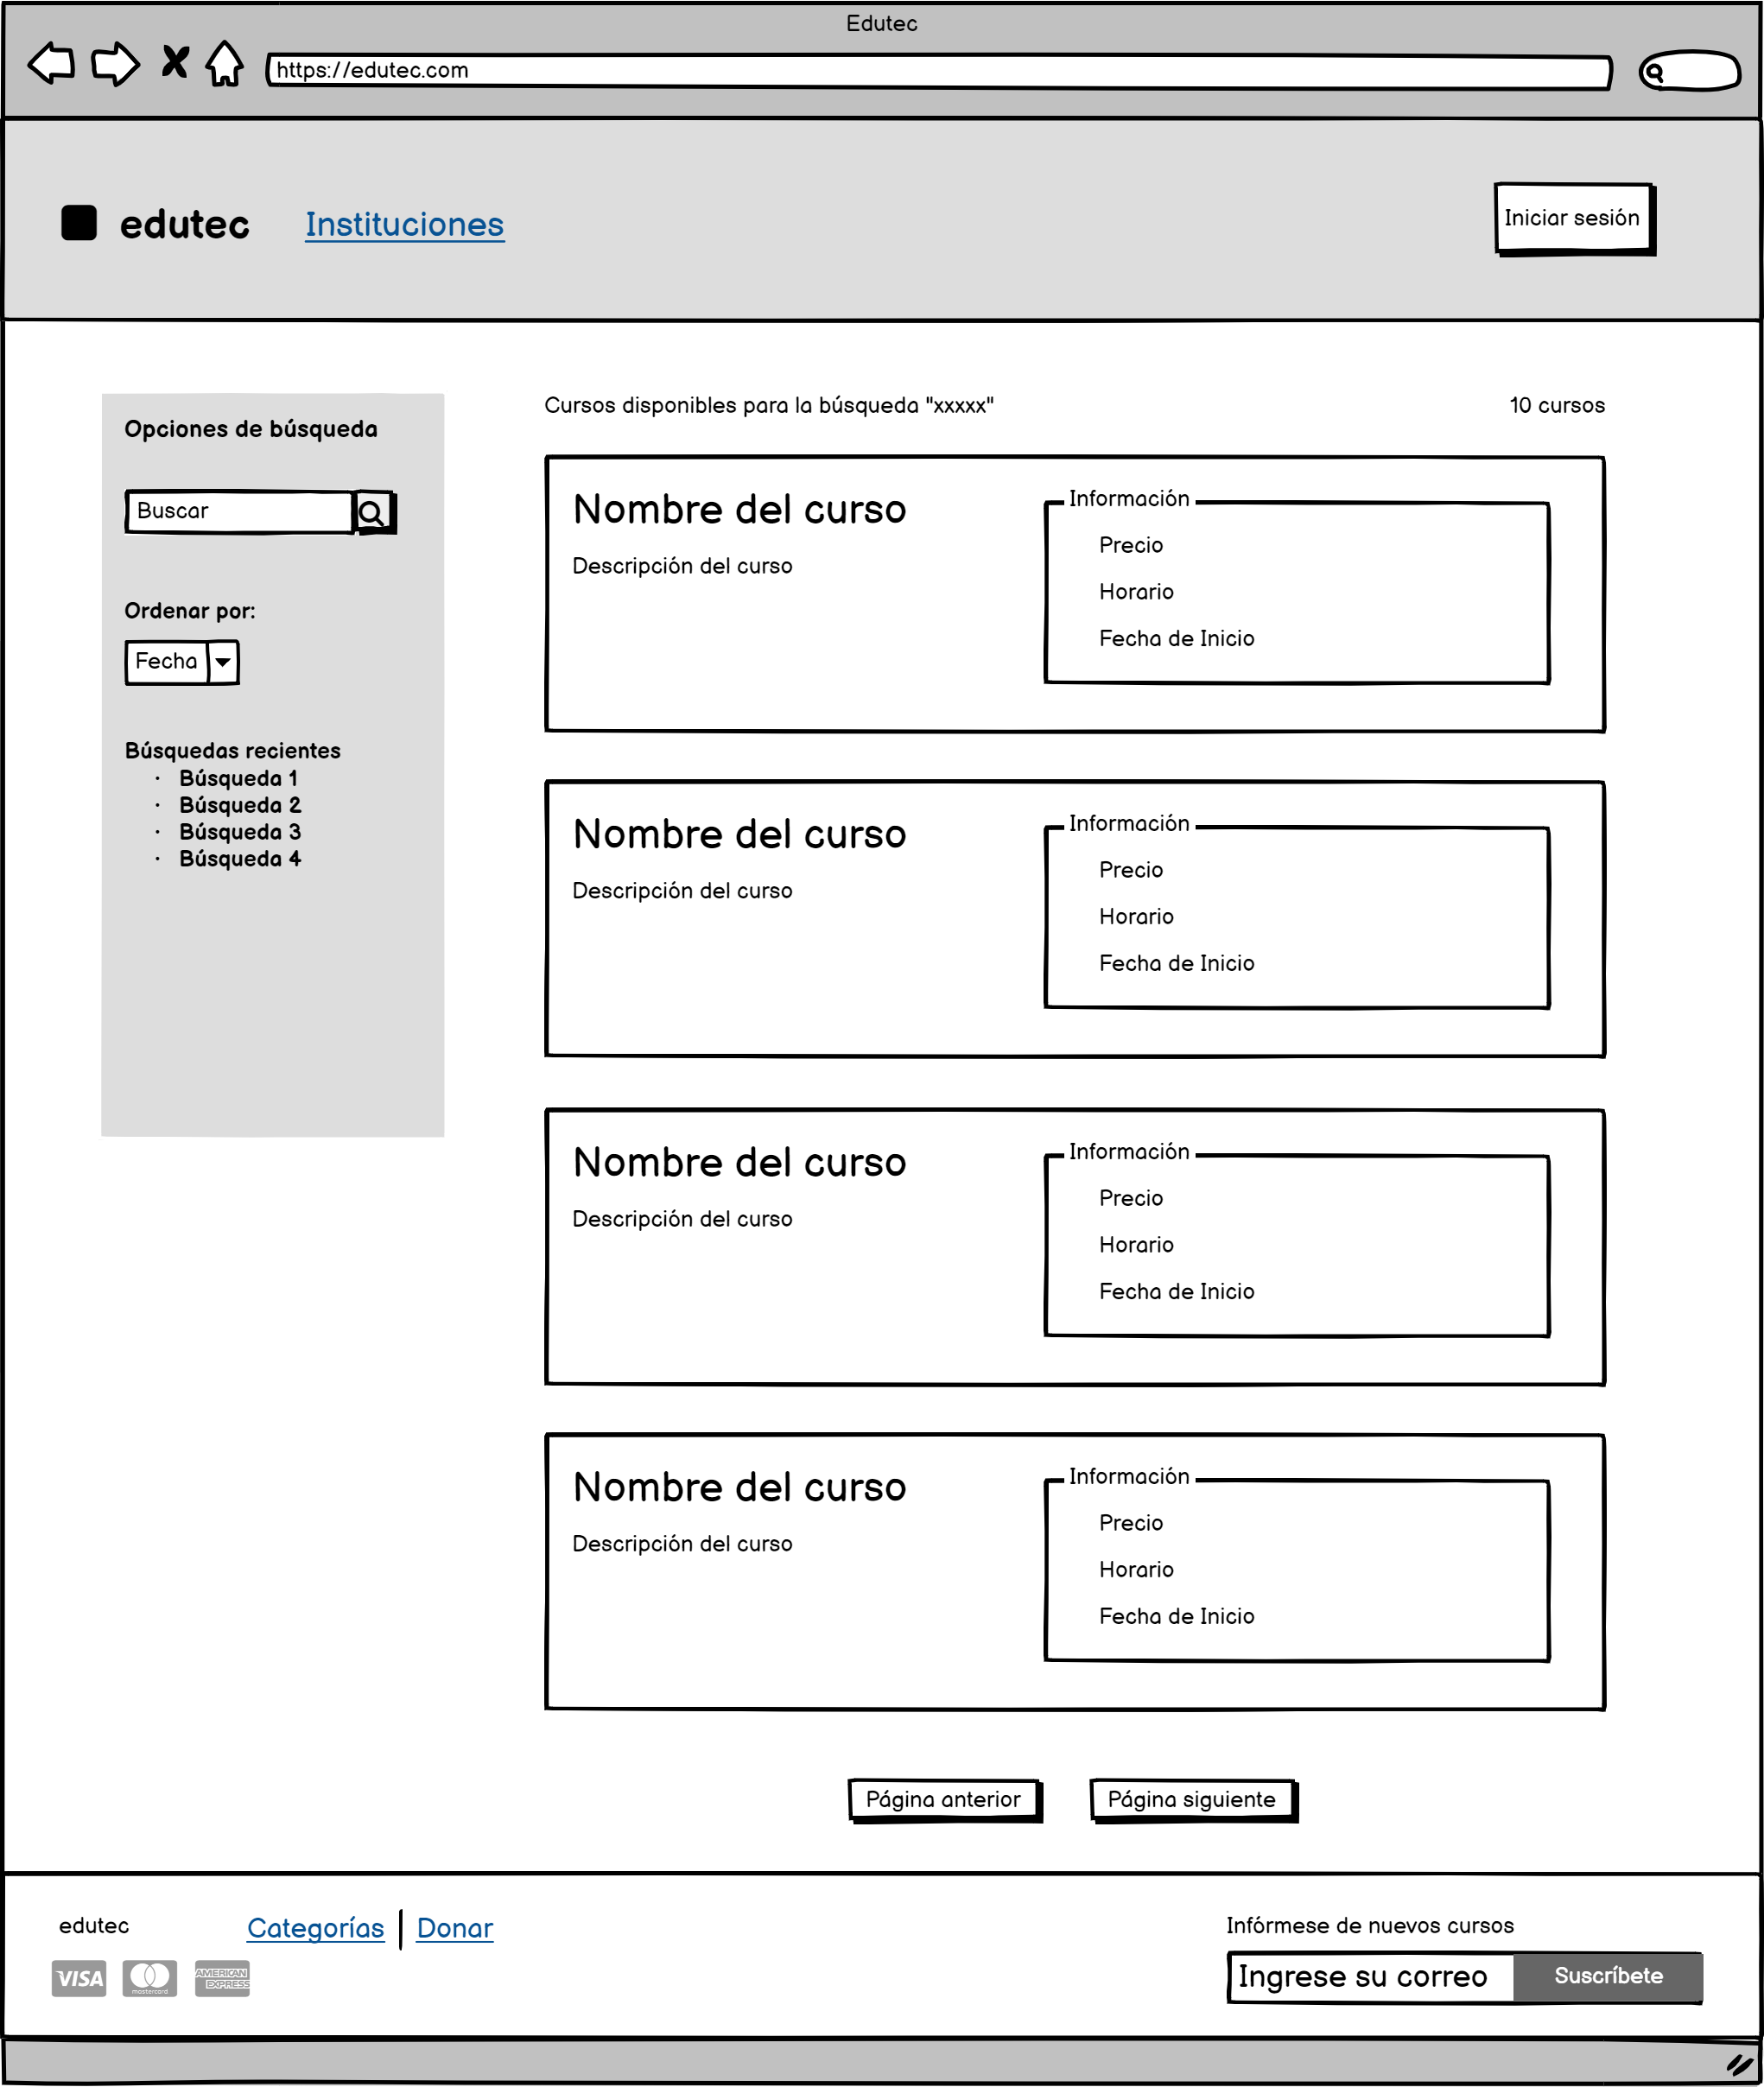 Edutec
https://edutec.com
edutec Instituciones Iniciar sesión
Opciones de búsqueda
Buscar
Ordenar por:
Fecha
Búsquedas recientes
· Búsqueda 1
· Búsqueda 2
· Búsqueda 3
· Búsqueda 4
Cursos disponibles para la búsqueda "xxxxx" 10 cursos
Nombre del curso
Descripción del curso
Información
Precio
Horario
Fecha de Inicio
Nombre del curso
Descripción del curso
Información
Precio
Horario
Fecha de Inicio
Nombre del curso
Descripción del curso
Información
Precio
Horario
Fecha de Inicio
Nombre del curso
Descripción del curso
Información
Precio
Horario
Fecha de Inicio
Página anterior Página siguiente
edutec Categorías Donar
VISA mastercard AMERICAN EXPRESS
Infórmese de nuevos cursos
Ingrese su correo Suscríbete